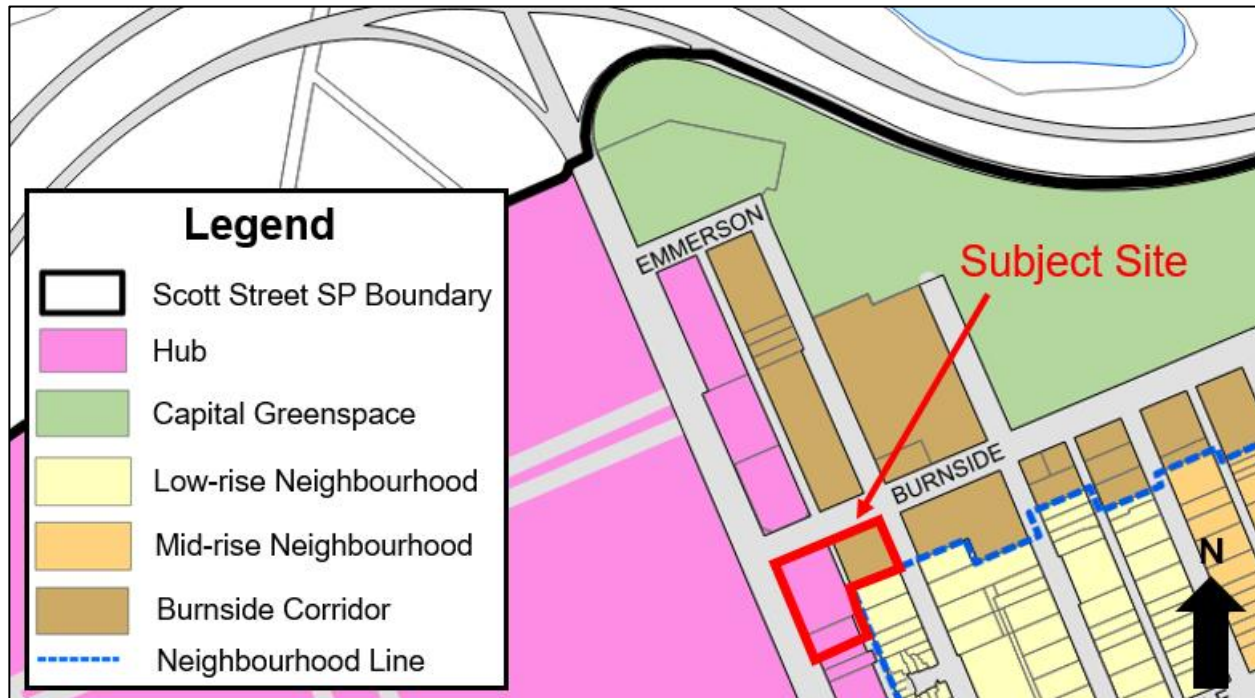 Legend
Scott Street SP Boundary
Hub
Capital Greenspace
Low-rise Neighbourhood
Mid-rise Neighbourhood
Burnside Corridor
Neighbourhood Line
EMMERSON
Subject Site
BURNSIDE
N